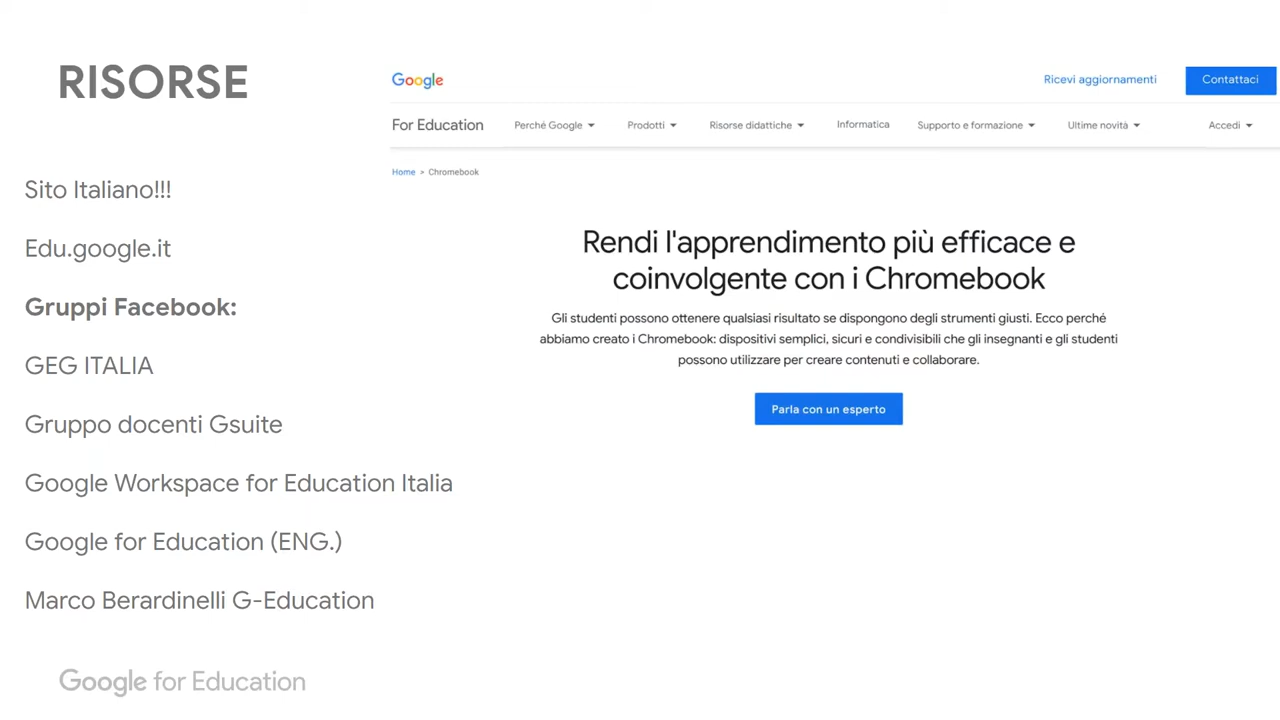 RISORSE
Sito Italiano!!!
Edu.google.it
Gruppi Facebook:
GEG ITALIA
Gruppo docenti Gsuite
Google Workspace for Education Italia
Google for Education (ENG.)
Marco Berardinelli G-Education
Google for Education
Google
Ricevi aggiornamenti
Contattaci
For Education
Perché Google
Prodotti
Risorse didattiche
Informatica
Supporto e formazione
Ultime novità
Accedi
Home > Chromebook
Rendi l'apprendimento più efficace e
coinvolgente con i Chromebook
Gli studenti possono ottenere qualsiasi risultato se dispongono degli strumenti giusti. Ecco perché
abbiamo creato i Chromebook: dispositivi semplici, sicuri e condivisibili che gli insegnanti e gli studenti
possono utilizzare per creare contenuti e collaborare.
Parla con un esperto